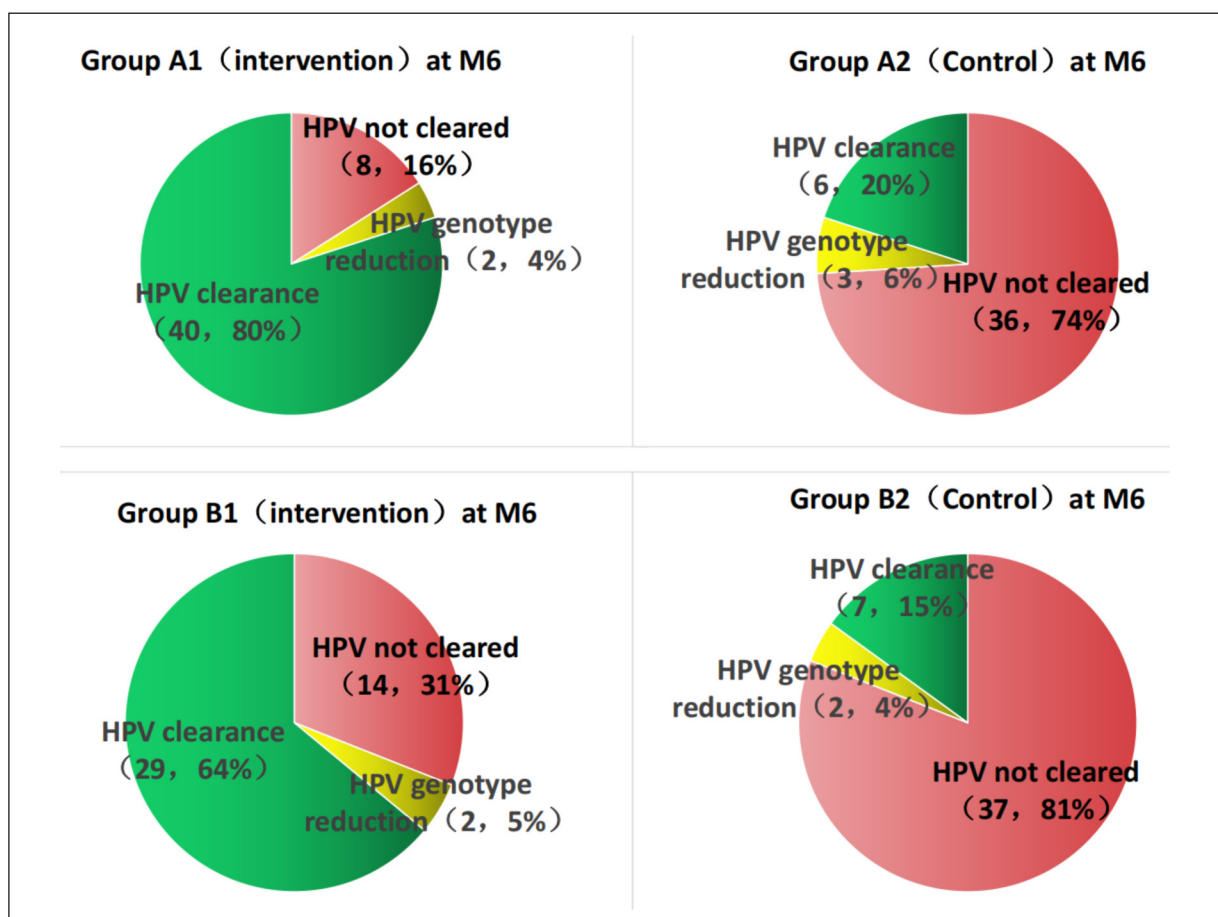 Group A1（intervention）at M6
HPV not cleared
（8，16%）
HPV genotype
reduction（2，4%）
HPV clearance
（40，80%）
Group A2（Control）at M6
HPV clearance
（6，20%）
HPV genotype
reduction（3，6%）
HPV not cleared
（36，74%）
Group B1（intervention）at M6
HPV not cleared
（14，31%）
HPV clearance
（29，64%）
HPV genotype
reduction（2，5%）
Group B2（Control）at M6
HPV clearance
（7，15%）
HPV genotype
reduction（2，4%）
HPV not cleared
（37，81%）